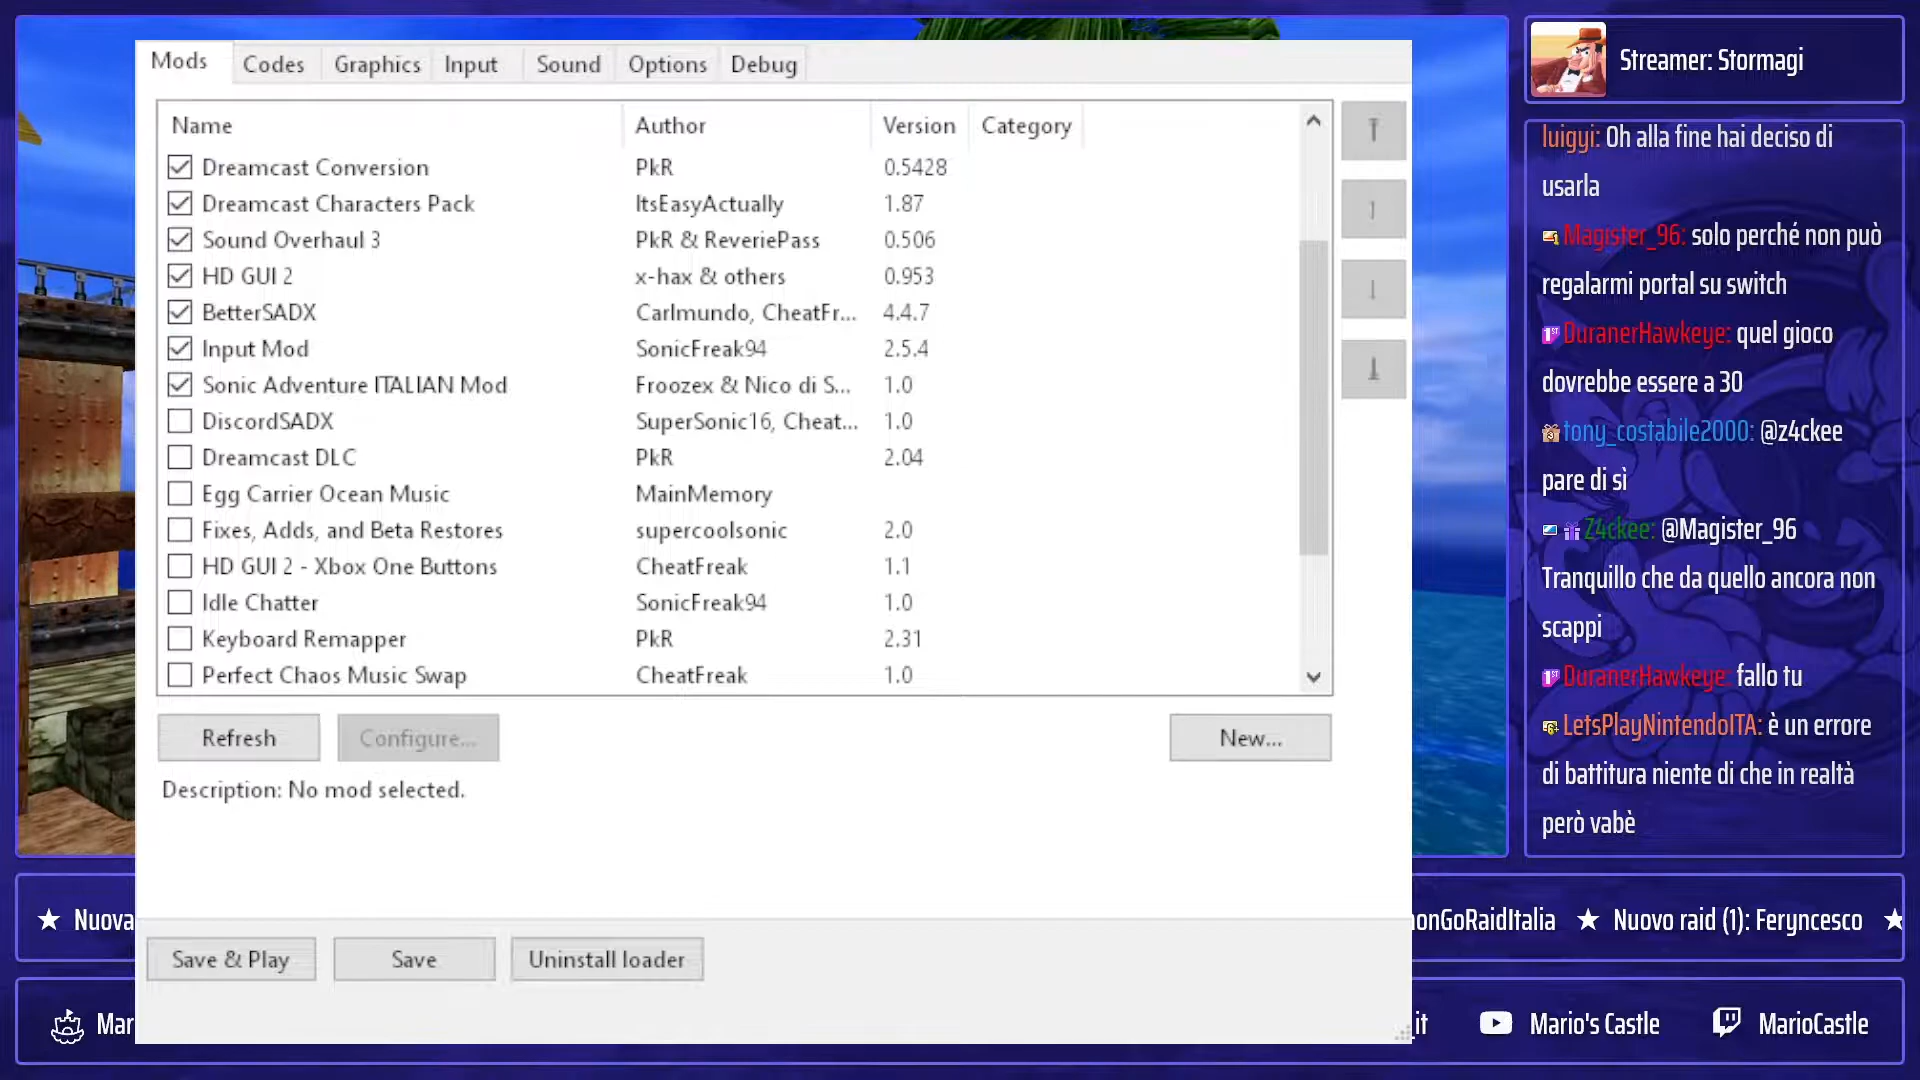 Mods
Codes
Graphics
Input
Sound
Options
Debug
Name
Author
Version
Category
Dreamcast Conversion PkR 0.5428
Dreamcast Characters Pack ItsEasyActually 1.87
Sound Overhaul 3 PkR & ReveriePass 0.506
HD GUI 2 x-hax & others 0.953
BetterSADX Carlmundo, CheatFr... 4.4.7
Input Mod SonicFreak94 2.5.4
Sonic Adventure ITALIAN Mod Froozex & Nico di S... 1.0
DiscordSADX SuperSonic16, Cheat... 1.0
Dreamcast DLC PkR 2.04
Egg Carrier Ocean Music MainMemory
Fixes, Adds, and Beta Restores supercoolsonic 2.0
HD GUI 2 - Xbox One Buttons CheatFreak 1.1
Idle Chatter SonicFreak94 1.0
Keyboard Remapper PkR 2.31
Perfect Chaos Music Swap CheatFreak 1.0
Refresh
Configure...
New...
Description: No mod selected.
Save & Play
Save
Uninstall loader
Streamer: Stormagi
luigyi: Oh alla fine hai deciso di
usarla
Magister_96: solo perché non può
regalarmi portal su switch
DuranerHawkeye: quel gioco
dovrebbe essere a 30
tony_costabile2000: @z4ckee
pare di sì
Z4ckee: @Magister_96
Tranquillo che da quello ancora non
scappi
DuranerHawkeye: fallo tu
LetsPlayNintendoITA: è un errore
di battitura niente di che in realtà
però vabè
★ Nuova
onGoRaidItalia ★ Nuovo raid (1): Feryncesco ★
Mar
it
Mario's Castle
MarioCastle